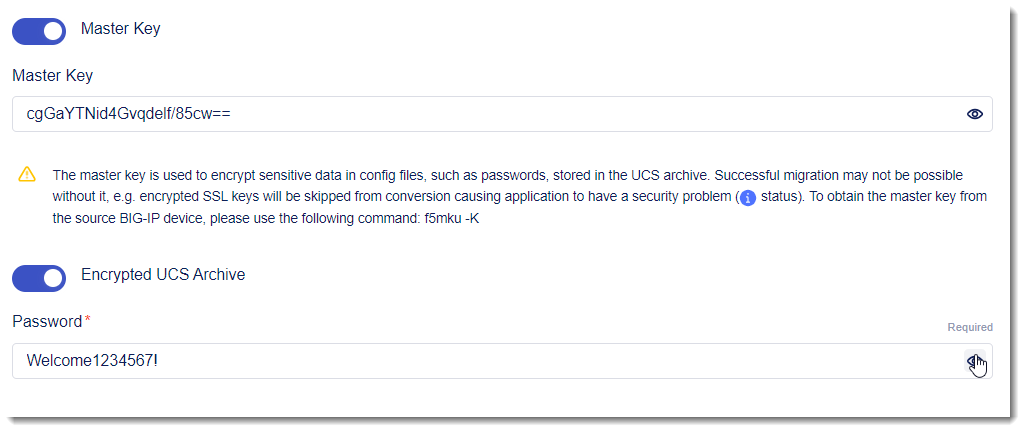 Master Key
Master Key
cgGaYTNid4Gvqdelf/85cw==
The master key is used to encrypt sensitive data in config files, such as passwords, stored in the UCS archive. Successful migration may not be possible
without it, e.g. encrypted SSL keys will be skipped from conversion causing application to have a security problem (i status). To obtain the master key from
the source BIG-IP device, please use the following command: f5mku -K
Encrypted UCS Archive
Password*
Required
Welcome1234567!